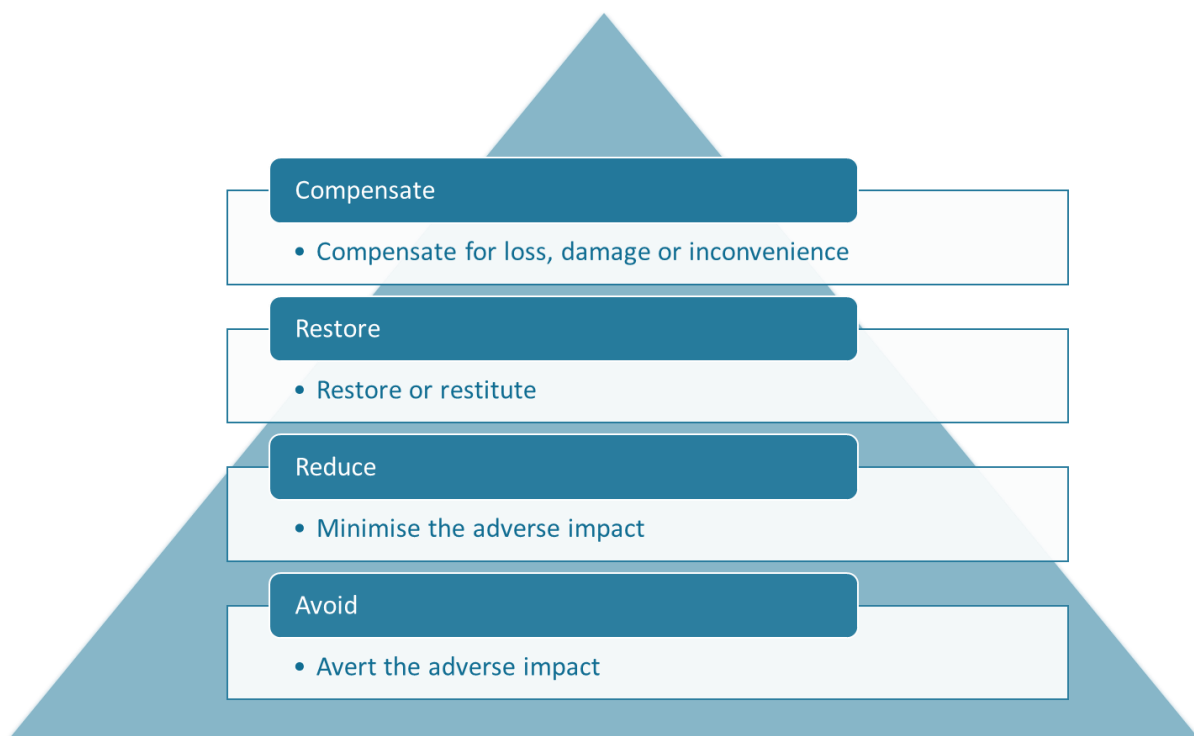 Compensate
• Compensate for loss, damage or inconvenience
Restore
• Restore or restitute
Reduce
• Minimise the adverse impact
Avoid
• Avert the adverse impact